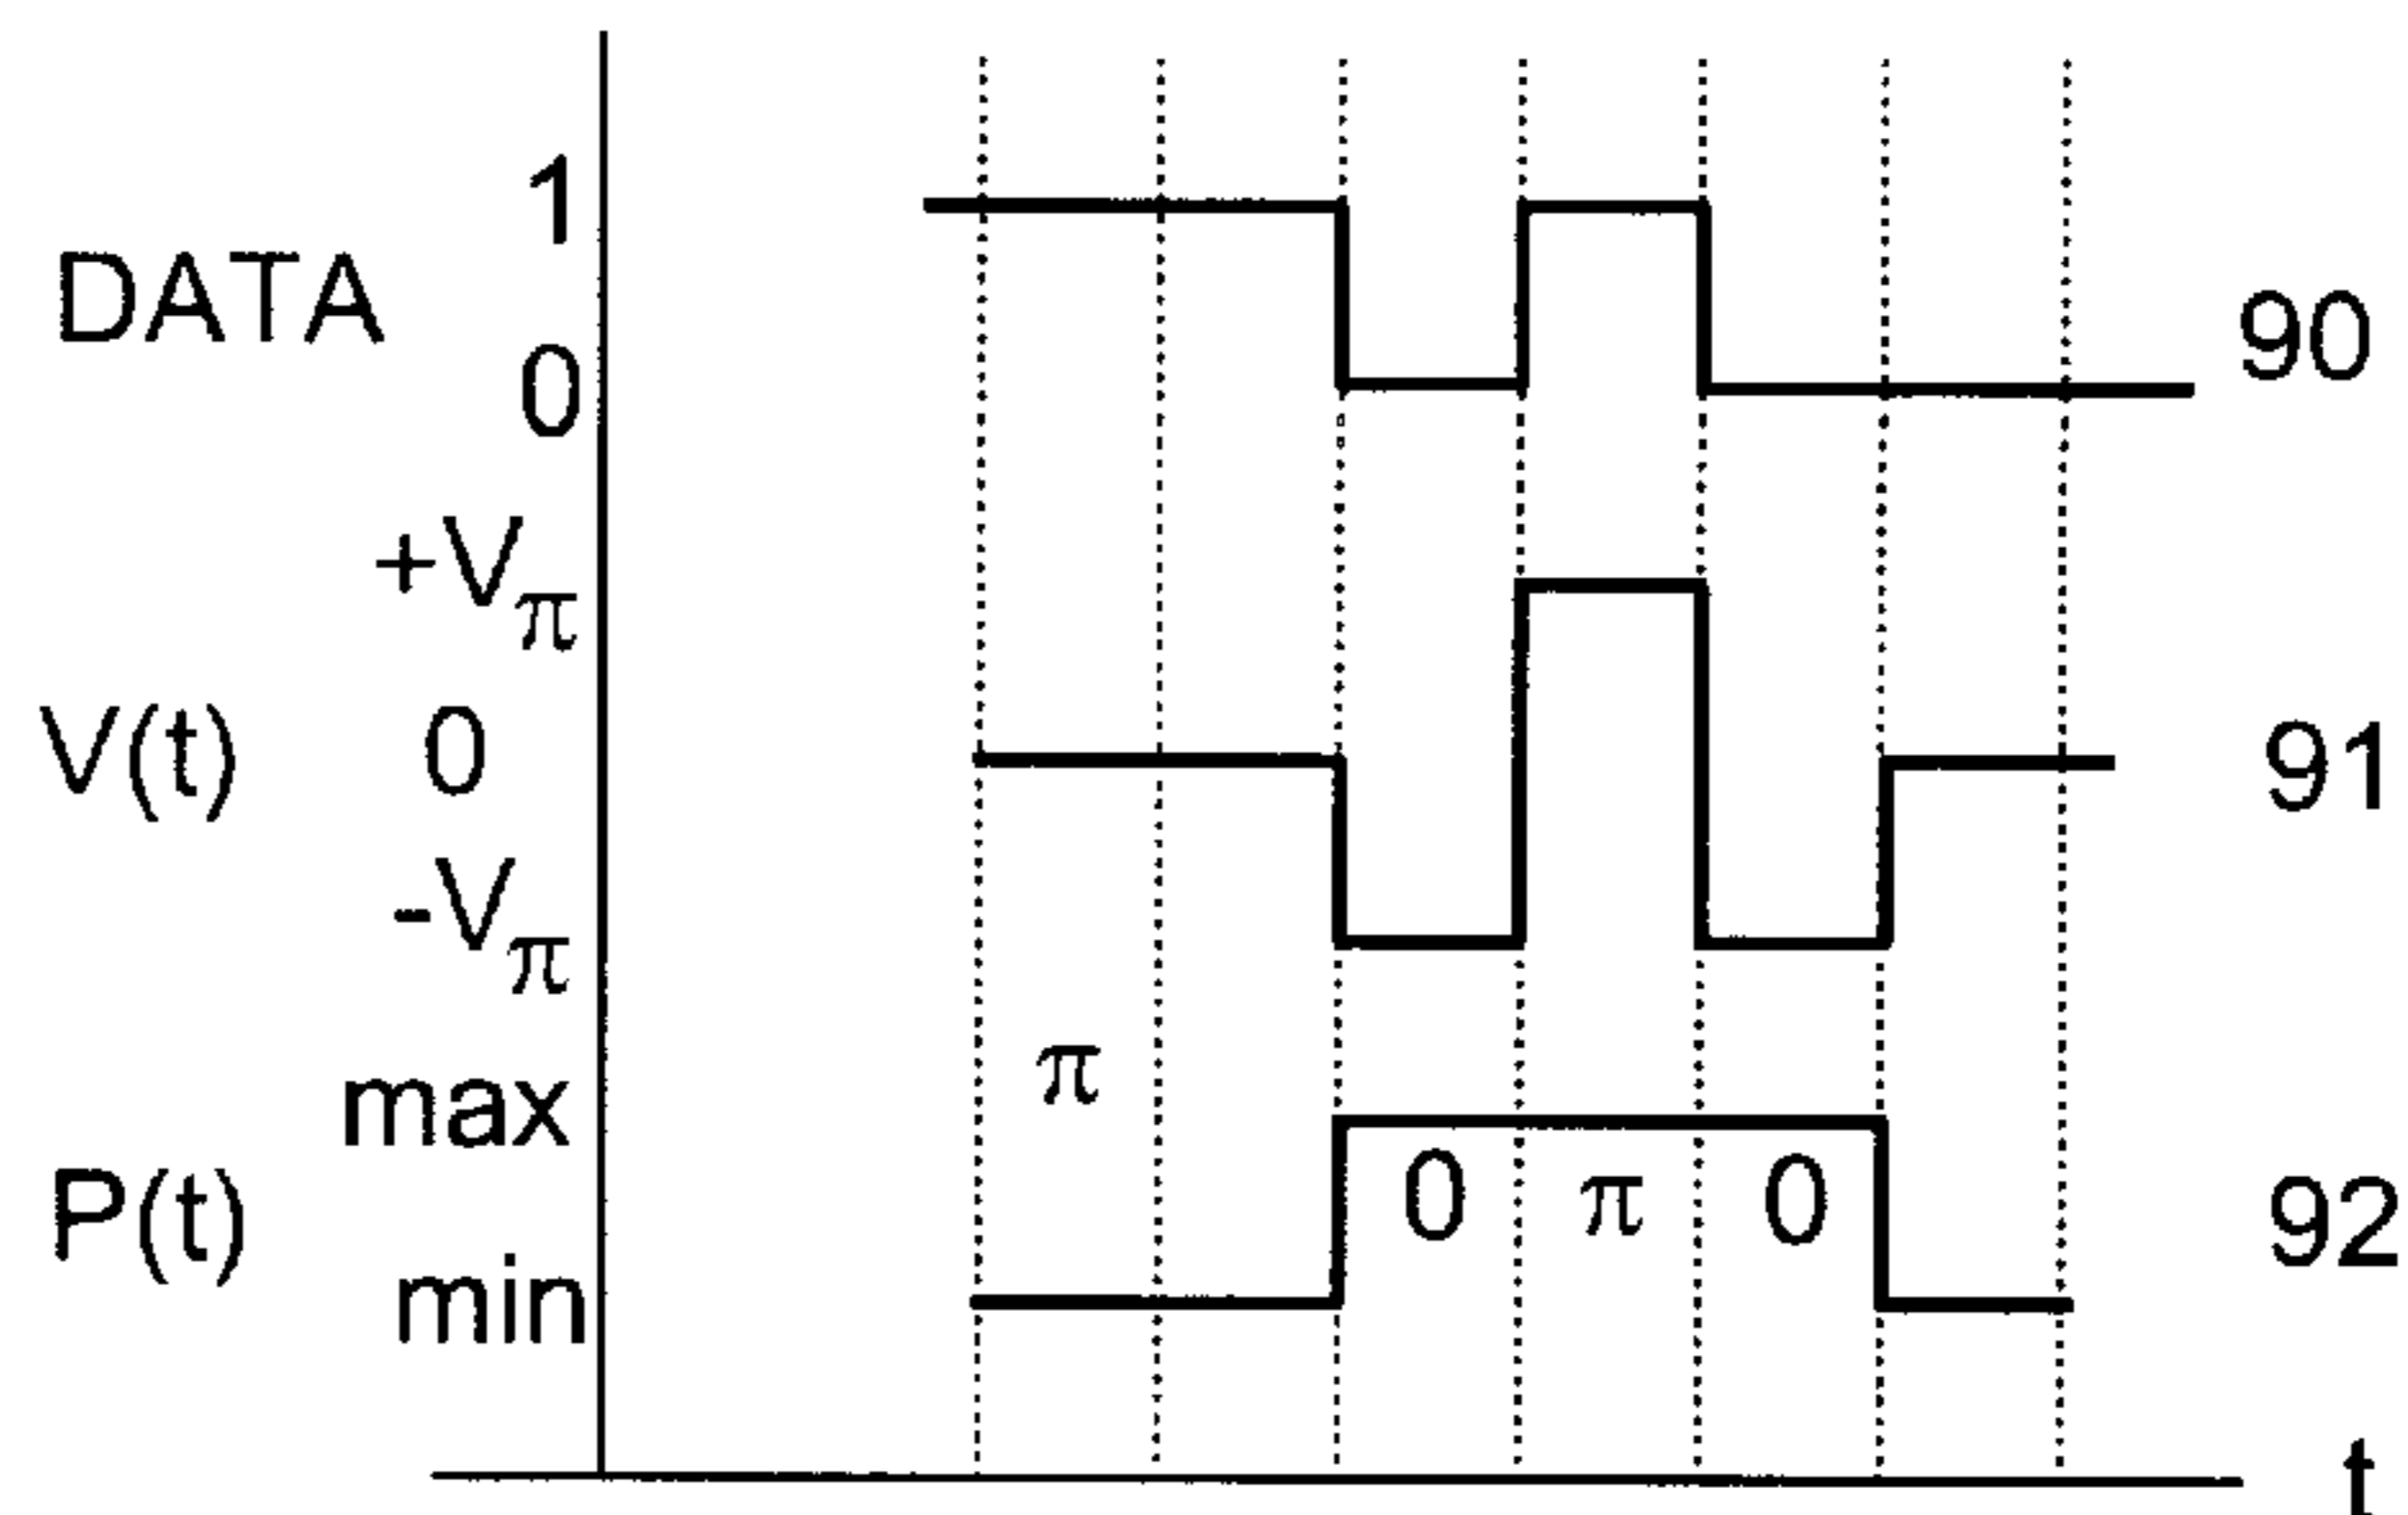 1
DATA
0
90
+Vπ
V(t) 0
91
-Vπ
π
max
P(t)
0 π 0
92
min
t